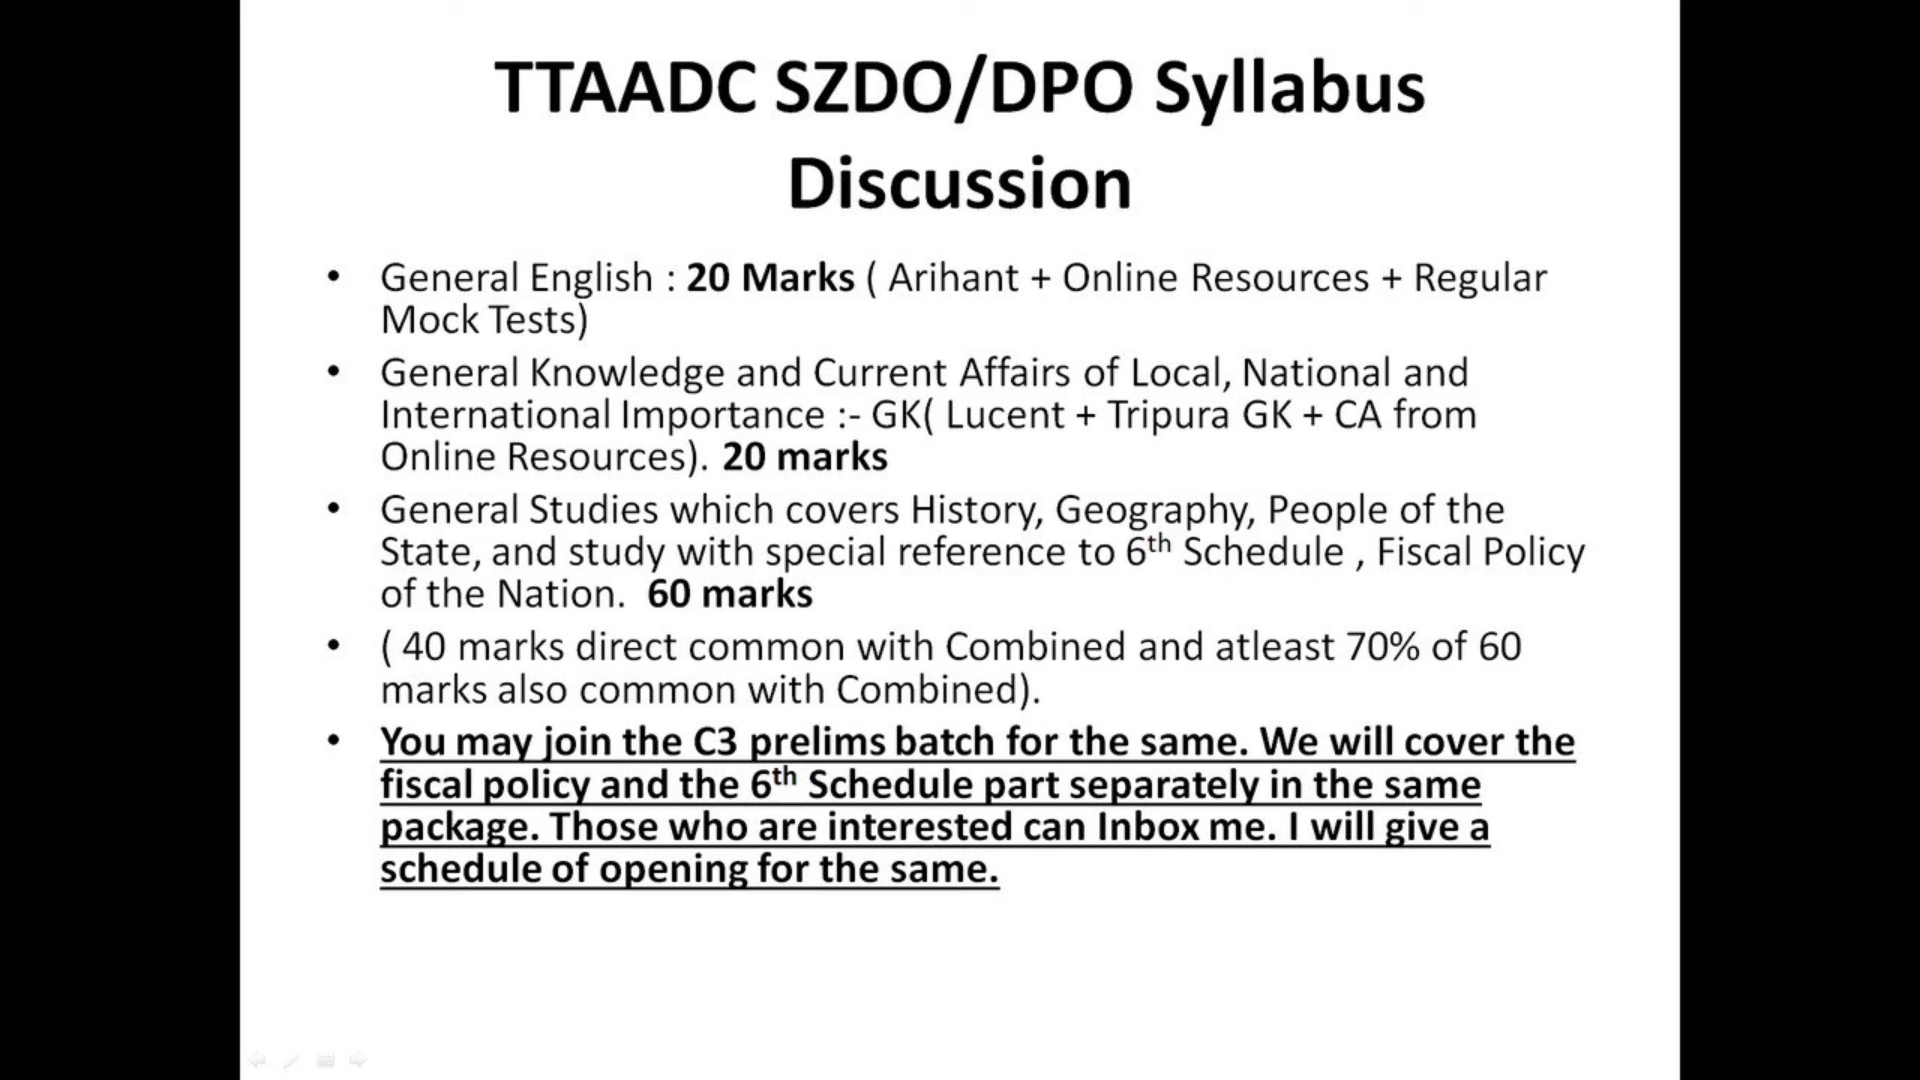 TTAADC SZDO/DPO Syllabus
Discussion
• General English : 20 Marks ( Arihant + Online Resources + Regular
Mock Tests)
• General Knowledge and Current Affairs of Local, National and
International Importance :- GK( Lucent + Tripura GK + CA from
Online Resources). 20 marks
• General Studies which covers History, Geography, People of the
State, and study with special reference to 6th Schedule , Fiscal Policy
of the Nation. 60 marks
• ( 40 marks direct common with Combined and atleast 70% of 60
marks also common with Combined).
• You may join the C3 prelims batch for the same. We will cover the
fiscal policy and the 6th Schedule part separately in the same
package. Those who are interested can Inbox me. I will give a
schedule of opening for the same.